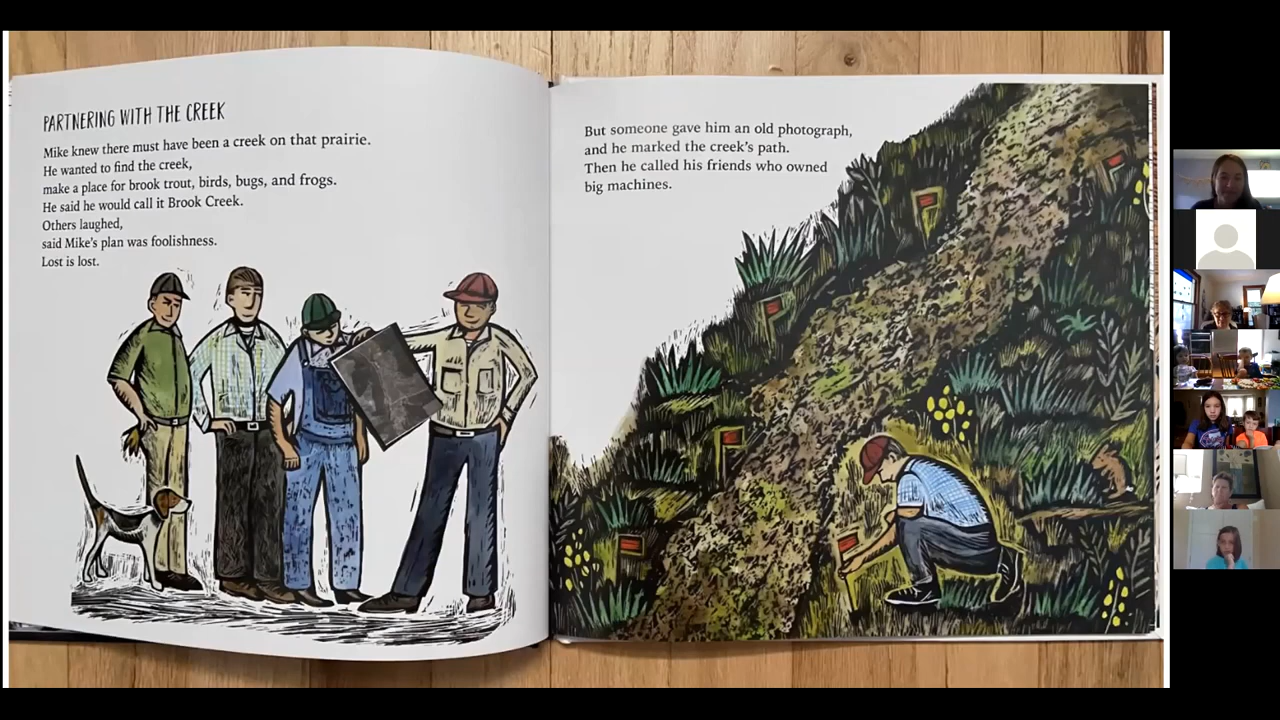 PARTNERING WITH THE CREEK
Mike knew there must have been a creek on that prairie.
He wanted to find the creek,
make a place for brook trout, birds, bugs, and frogs.
He said he would call it Brook Creek.
Others laughed,
said Mike's plan was foolishness.
Lost is lost.
But someone gave him an old photograph,
and he marked the creek's path.
Then he called his friends who owned
big machines.